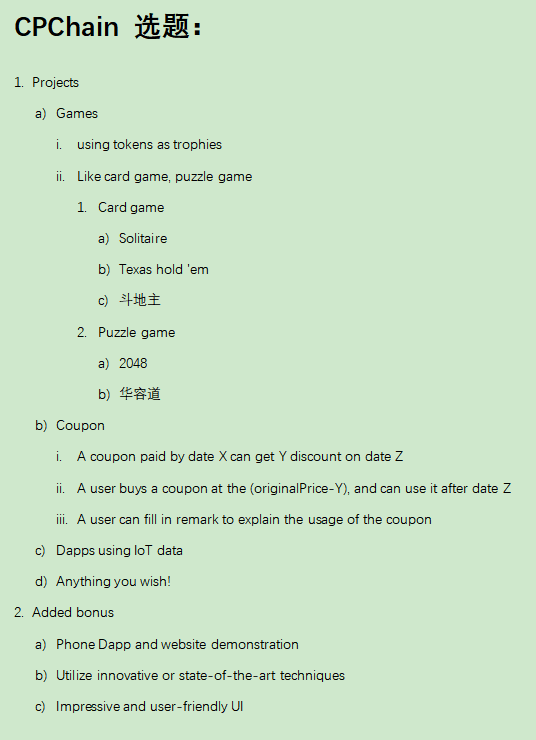 CPChain 选题：
1. Projects
a) Games
i. using tokens as trophies
ii. Like card game, puzzle game
1. Card game
a) Solitaire
b) Texas hold 'em
c) 斗地主
2. Puzzle game
a) 2048
b) 华容道
b) Coupon
i. A coupon paid by date X can get Y discount on date Z
ii. A user buys a coupon at the (originalPrice-Y), and can use it after date Z
iii. A user can fill in remark to explain the usage of the coupon
c) Dapps using IoT data
d) Anything you wish!
2. Added bonus
a) Phone Dapp and website demonstration
b) Utilize innovative or state-of-the-art techniques
c) Impressive and user-friendly UI